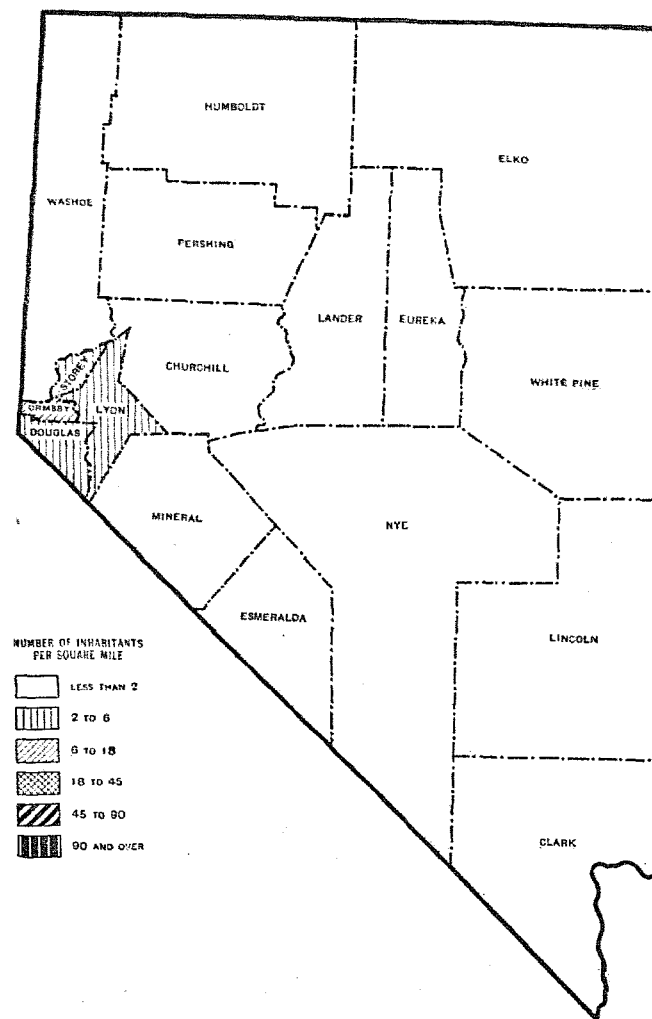 HUMBOLDT
ELKO
WASHOE
PERSHING
LANDER
EUREKA
CHURCHILL
WHITE PINE
STOREY
ORMSBY
LYON
DOUGLAS
MINERAL
NYE
ESMERALDA
LINCOLN
CLARK
NUMBER OF INHABITANTS
PER SQUARE MILE
LESS THAN 2
2 TO 6
6 TO 18
18 TO 45
45 TO 90
90 AND OVER